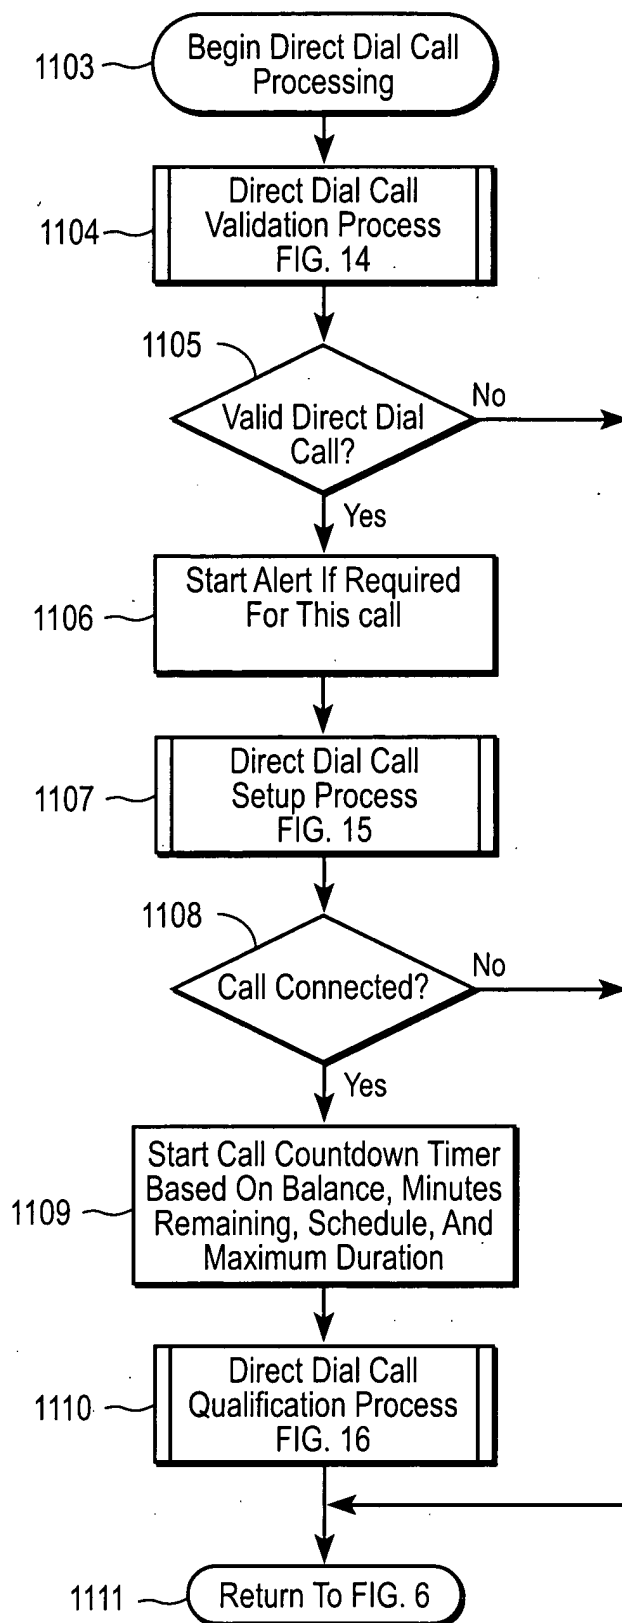 1103
Begin Direct Dial Call
Processing
1104
Direct Dial Call
Validation Process
FIG. 14
1105
Valid Direct Dial
Call?
No
Yes
1106
Start Alert If Required
For This call
1107
Direct Dial Call
Setup Process
FIG. 15
1108
Call Connected?
No
Yes
1109
Start Call Countdown Timer
Based On Balance, Minutes
Remaining, Schedule, And
Maximum Duration
1110
Direct Dial Call
Qualification Process
FIG. 16
1111
Return To FIG. 6